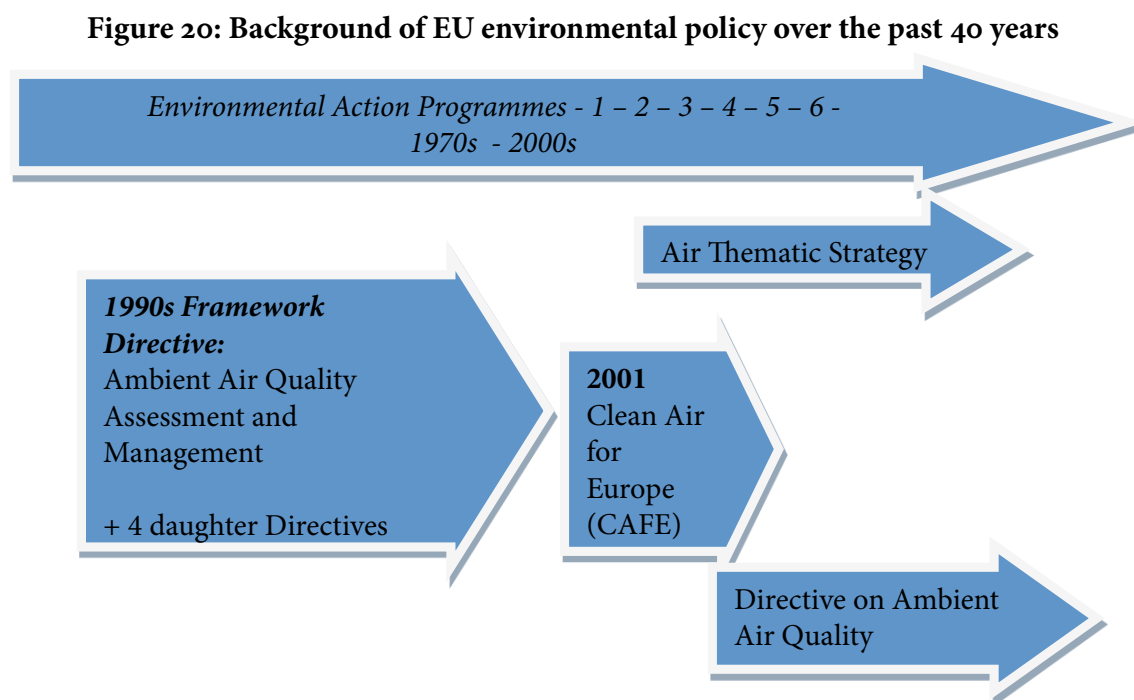 Figure 20: Background of EU environmental policy over the past 40 years
Environmental Action Programmes - 1 – 2 – 3 – 4 – 5 – 6 -
1970s - 2000s
Air Thematic Strategy
1990s Framework
Directive:
Ambient Air Quality
Assessment and
Management
+ 4 daughter Directives
2001
Clean Air
for
Europe
(CAFE)
Directive on Ambient
Air Quality